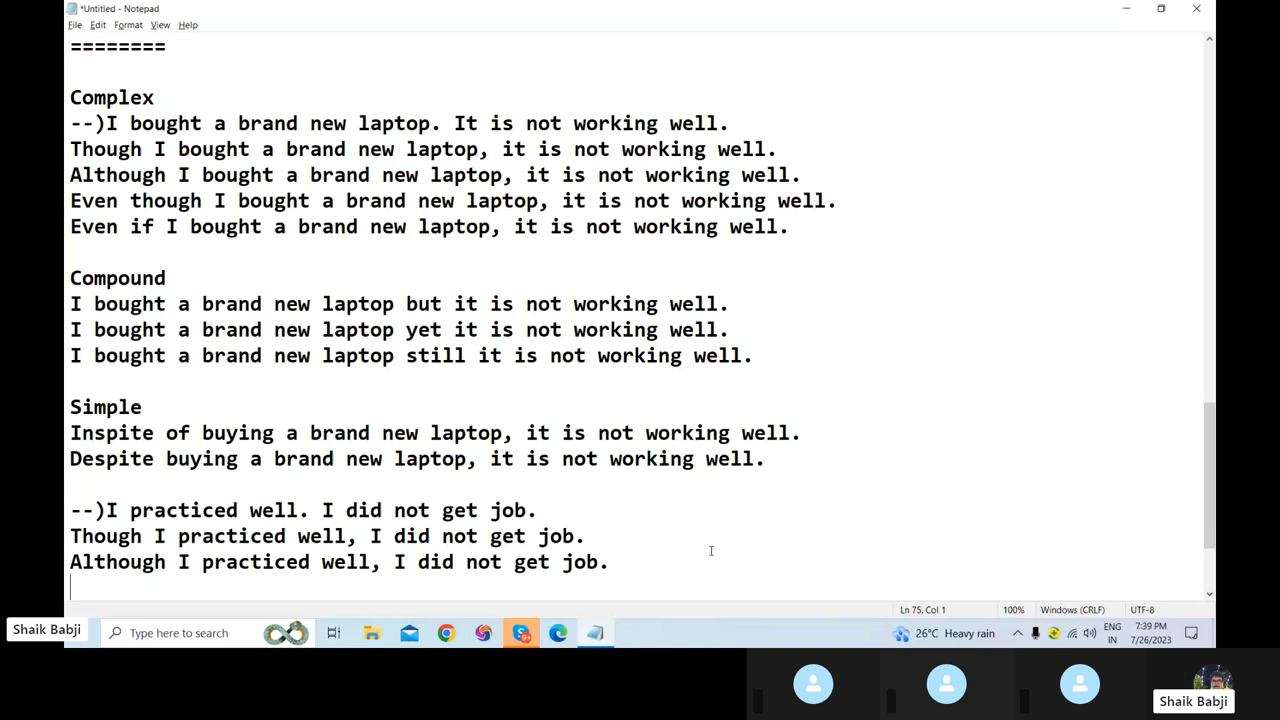 *Untitled - Notepad
File Edit Format View Help
========
Complex
--)I bought a brand new laptop. It is not working well.
Though I bought a brand new laptop, it is not working well.
Although I bought a brand new laptop, it is not working well.
Even though I bought a brand new laptop, it is not working well.
Even if I bought a brand new laptop, it is not working well.
Compound
I bought a brand new laptop but it is not working well.
I bought a brand new laptop yet it is not working well.
I bought a brand new laptop still it is not working well.
Simple
Inspite of buying a brand new laptop, it is not working well.
Despite buying a brand new laptop, it is not working well.
--)I practiced well. I did not get job.
Though I practiced well, I did not get job.
Although I practiced well, I did not get job.
Ln 75, Col 1 100% Windows (CRLF) UTF-8
Shaik Babji
Type here to search
26°C Heavy rain
ENG
IN
7:39 PM
7/26/2023
Shaik Babji